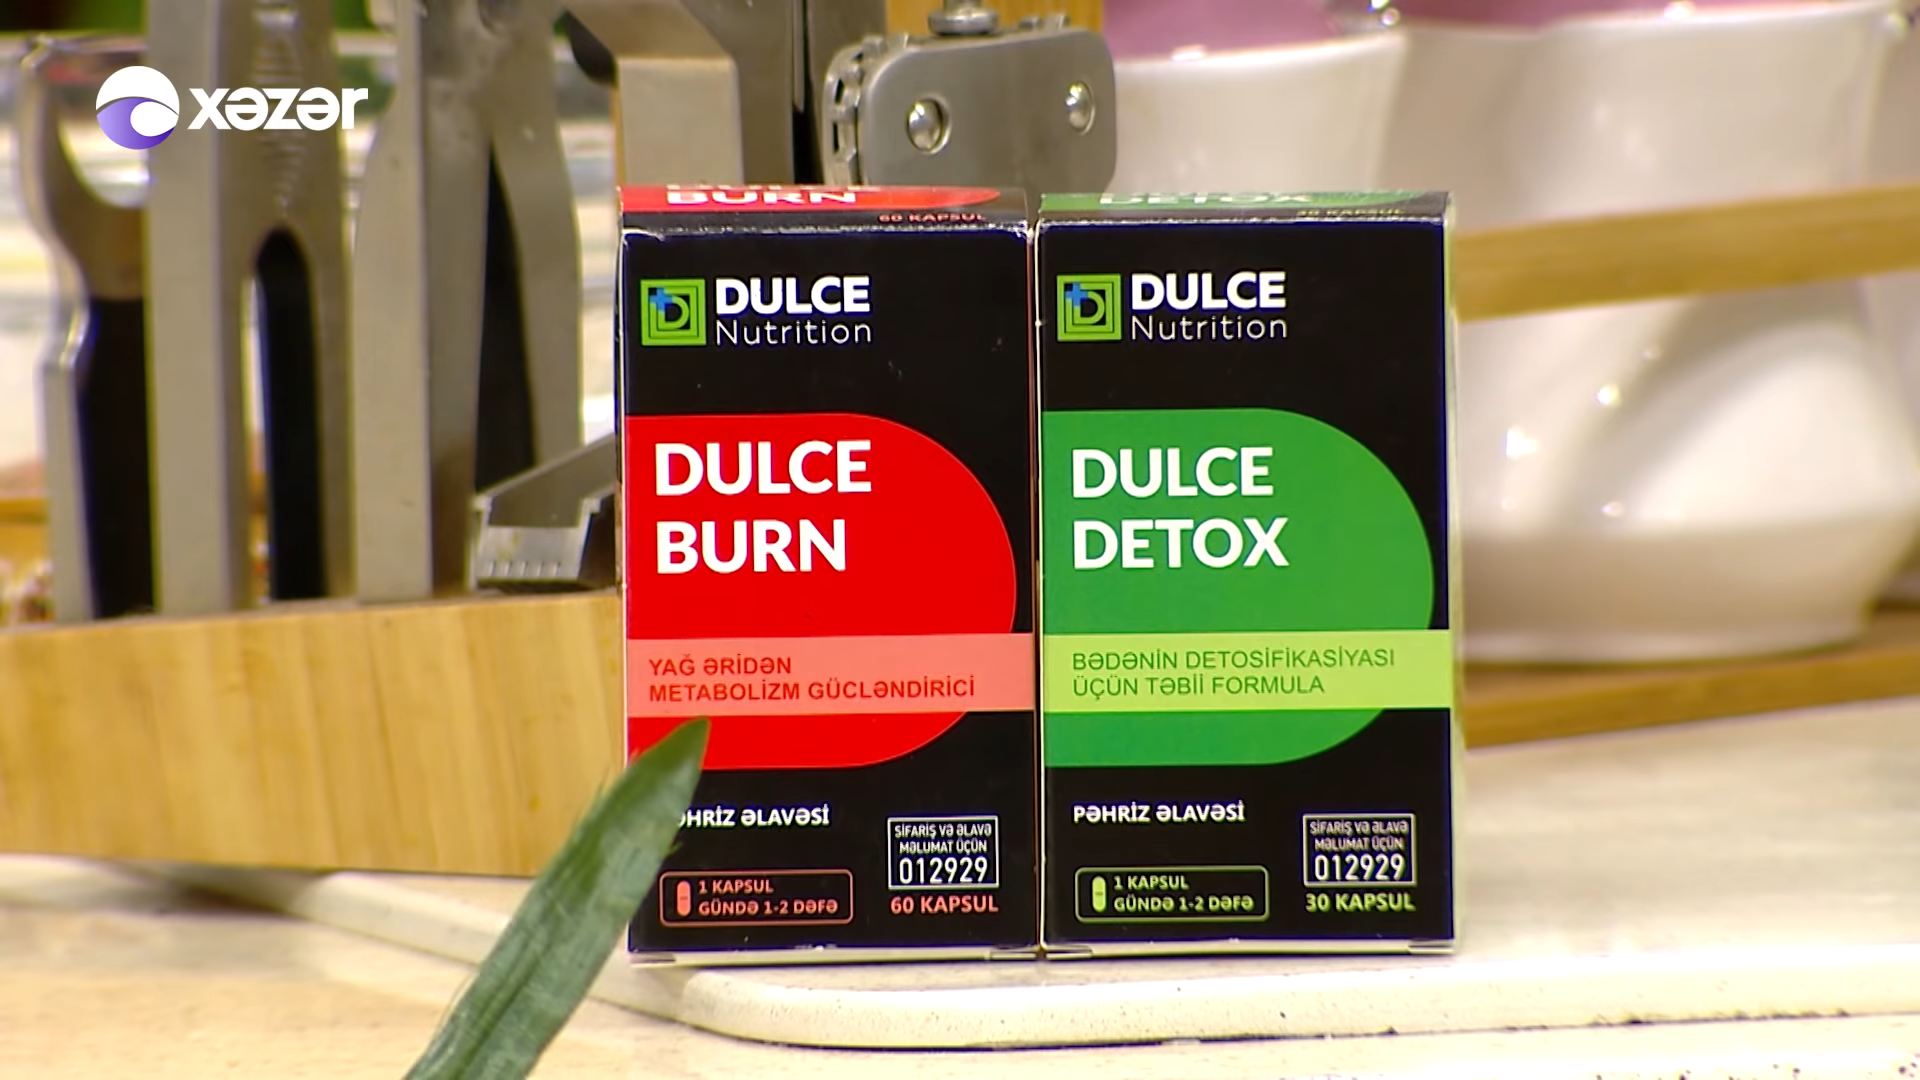 xəzər
BURN
60 KAPSUL
DETOX
DULCE
Nutrition
DULCE
BURN
YAĞ ƏRİDƏN
METABOLİZM GÜCLƏNDİRİCİ
ƏLAVƏSİ
1 KAPSUL
GÜNDƏ 1-2 DƏFƏ
SİFARİŞ VƏ ƏLAVƏ
MƏLUMAT ÜÇÜN
012929
60 KAPSUL
DULCE
Nutrition
DULCE
DETOX
BƏDƏNİN DETOSİFİKASİYASI
ÜÇÜN TƏBİİ FORMULA
PƏHRİZ ƏLAVƏSİ
1 KAPSUL
GÜNDƏ 1-2 DƏFƏ
SİFARİŞ VƏ ƏLAVƏ
MƏLUMAT ÜÇÜN
012929
30 KAPSUL